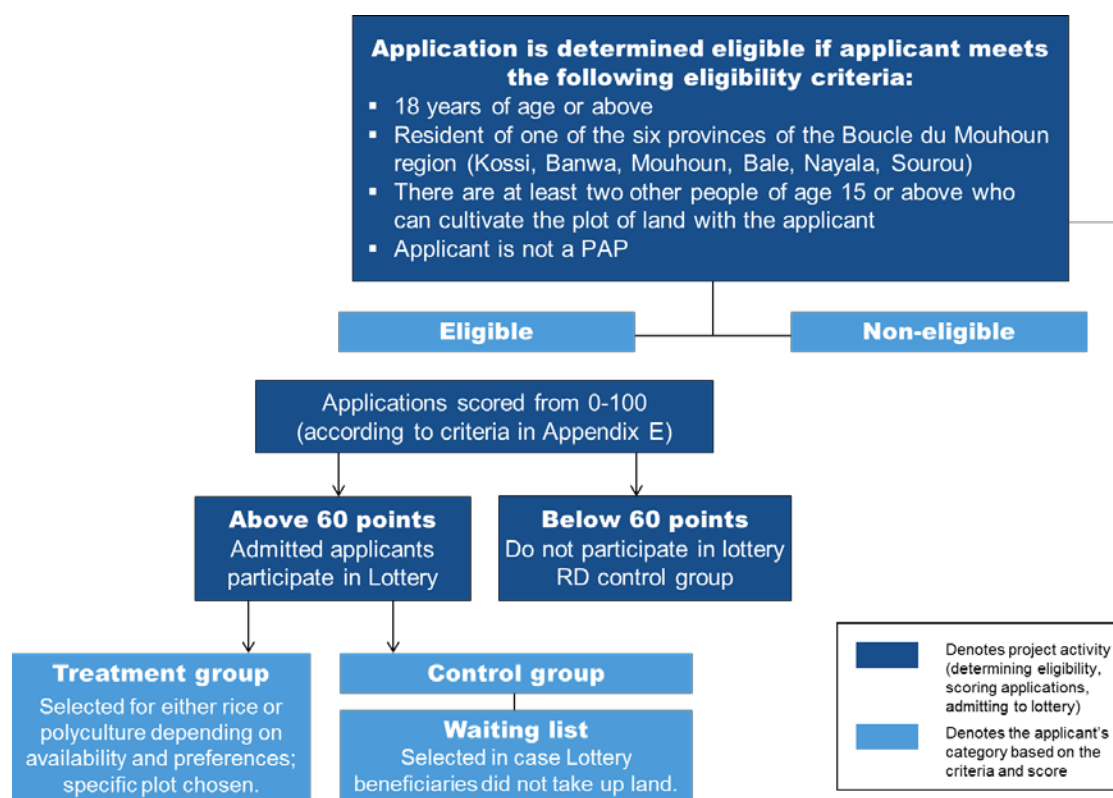 Application is determined eligible if applicant meets
the following eligibility criteria:
▪ 18 years of age or above
▪ Resident of one of the six provinces of the Boucle du Mouhoun
region (Kossi, Banwa, Mouhoun, Bale, Nayala, Sourou)
▪ There are at least two other people of age 15 or above who
can cultivate the plot of land with the applicant
▪ Applicant is not a PAP
Eligible
Non-eligible
Applications scored from 0-100
(according to criteria in Appendix E)
Above 60 points
Admitted applicants
participate in Lottery
Below 60 points
Do not participate in lottery
RD control group
Treatment group
Selected for either rice or
polyculture depending on
availability and preferences;
specific plot chosen.
Control group
Waiting list
Selected in case Lottery
beneficiaries did not take up land.
Denotes project activity
(determining eligibility,
scoring applications,
admitting to lottery)
Denotes the applicant's
category based on the
criteria and score